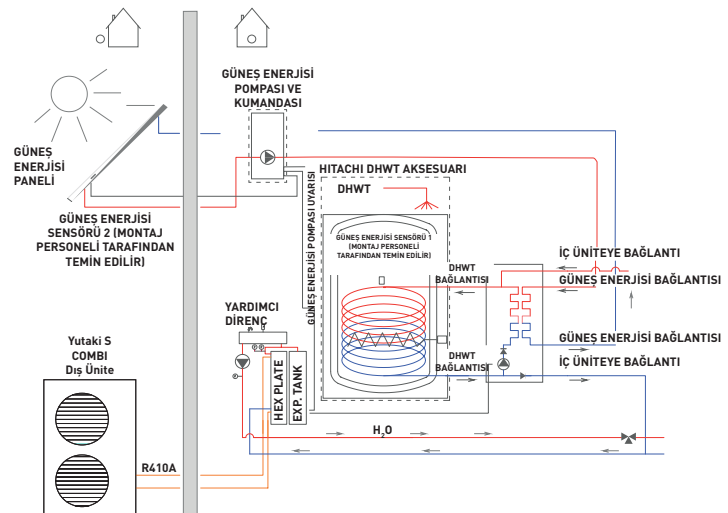 GÜNEŞ ENERJİSİ
POMPASI VE
KUMANDASI
GÜNEŞ
ENERJİSİ
PANELİ
GÜNEŞ ENERJİSİ
SENSÖRÜ 2 (MONTAJ
PERSONELİ TARAFINDAN
TEMİN EDİLİR)
HITACHI DHWT AKSESUARI
DHWT
GÜNEŞ ENERJİSİ POMPASI UYARISI
GÜNEŞ ENERJİSİ SENSÖRÜ 1
(MONTAJ PERSONELİ
TARAFINDAN TEMİN EDİLİR)
DHWT
BAĞLANTISI
İÇ ÜNİTEYE BAĞLANTI
GÜNEŞ ENERJİSİ BAĞLANTISI
GÜNEŞ ENERJİSİ BAĞLANTISI
İÇ ÜNİTEYE BAĞLANTI
DHWT
BAĞLANTISI
YARDIMCI
DİRENÇ
HEX PLATE
EXP. TANK
Yutaki S
COMBI
Dış Ünite
R410A
H₂O